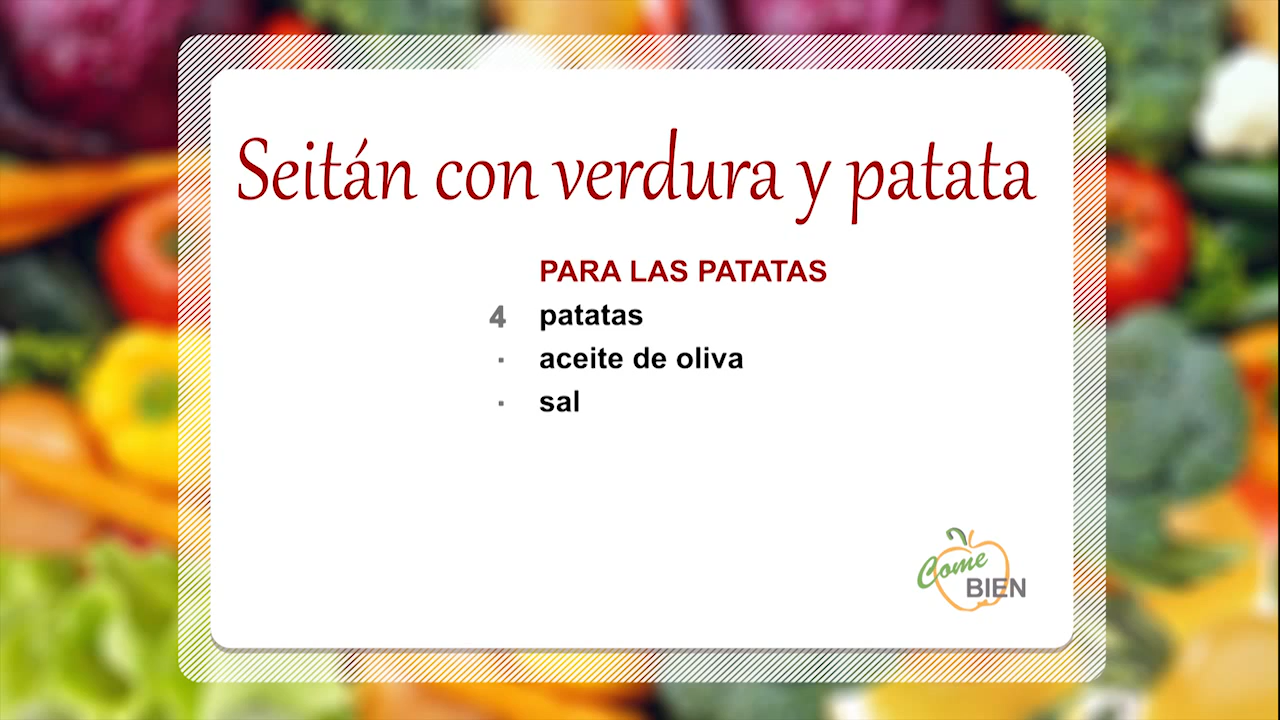 Seitán con verdura y patata
PARA LAS PATATAS
4 patatas
· aceite de oliva
· sal
Come
BIEN